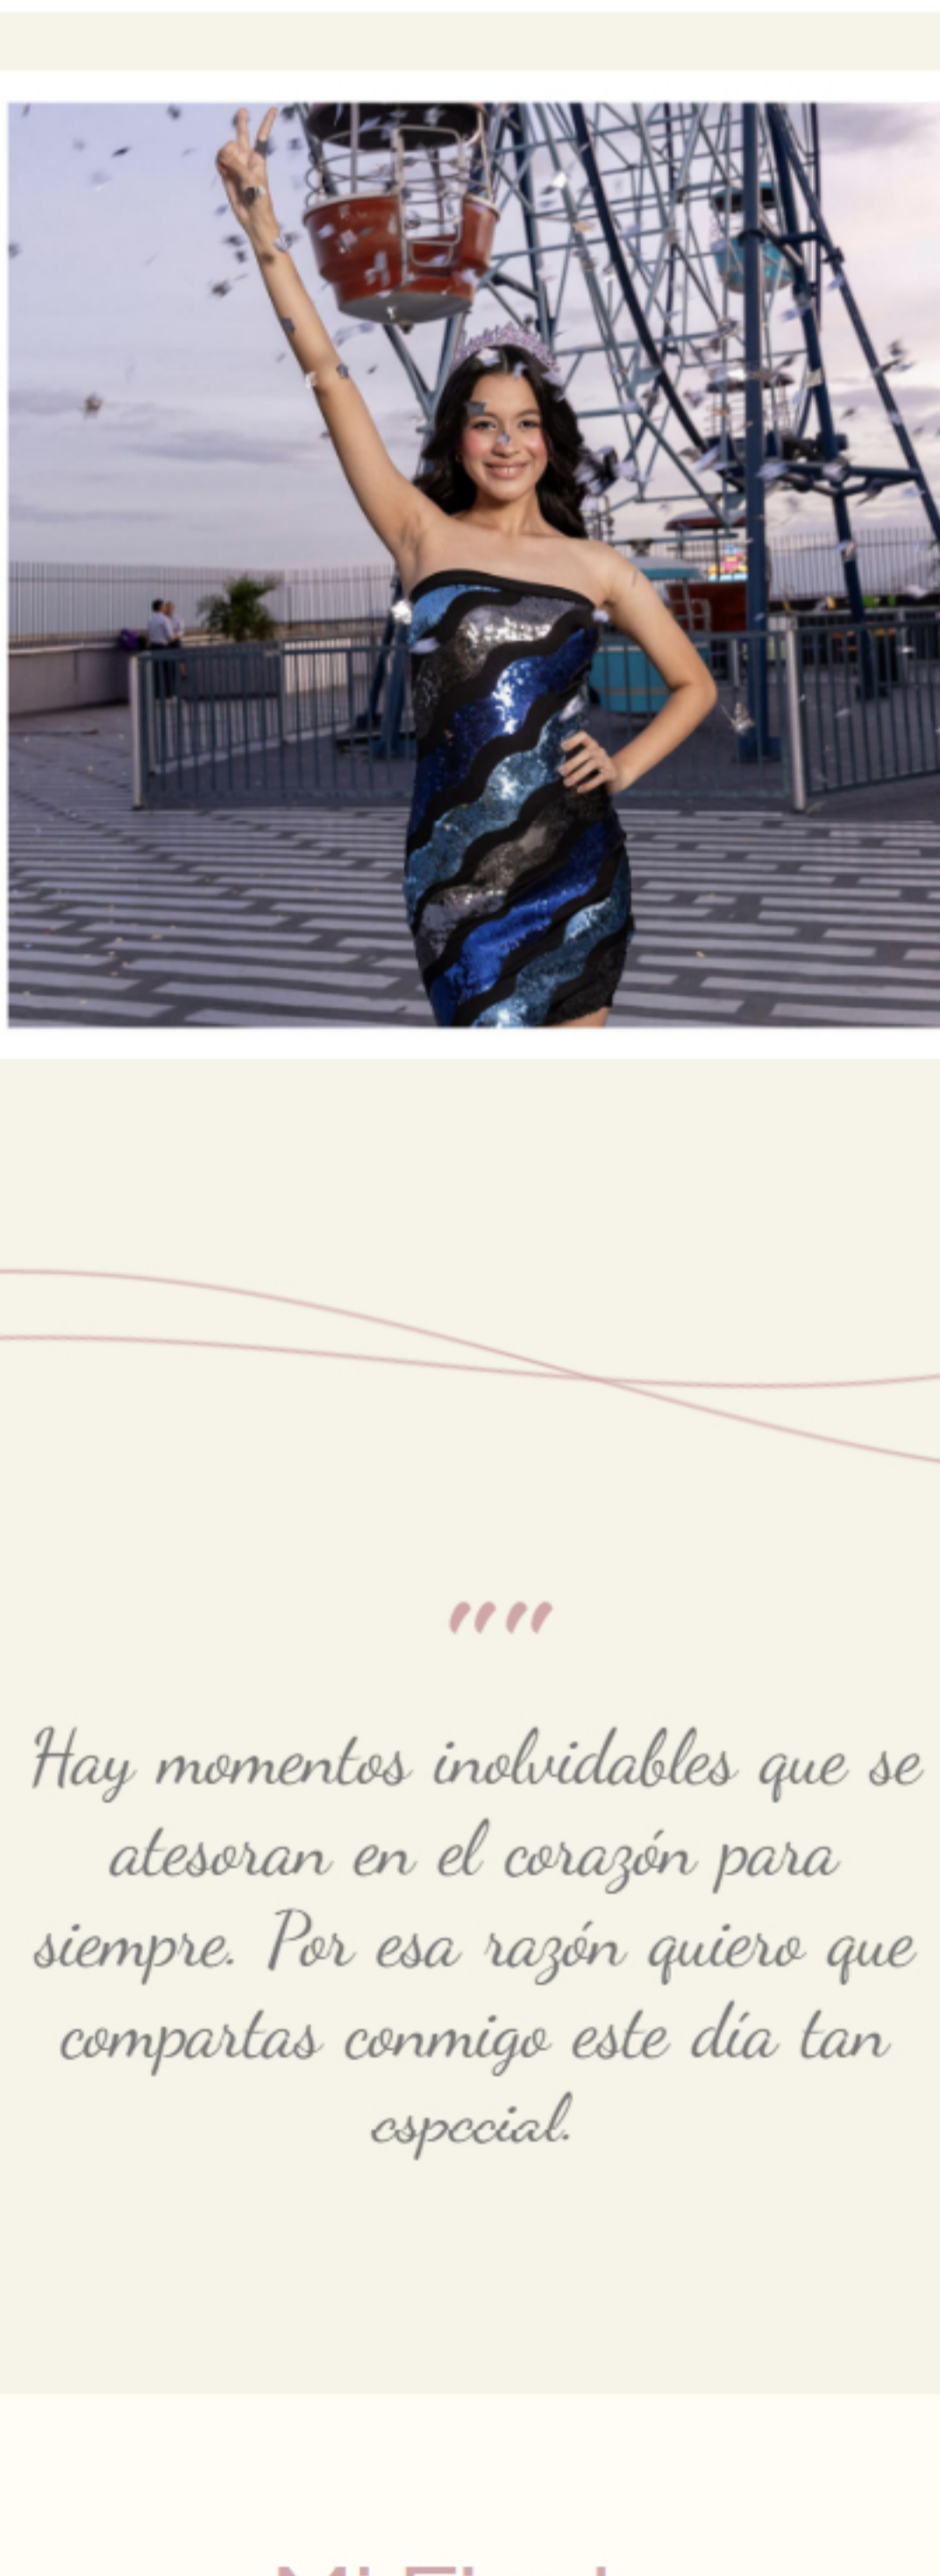 ""
Hay momentos inolvidables que se
atesoran en el corazón para
siempre. Por esa razón quiero que
compartas conmigo este día tan
especial.